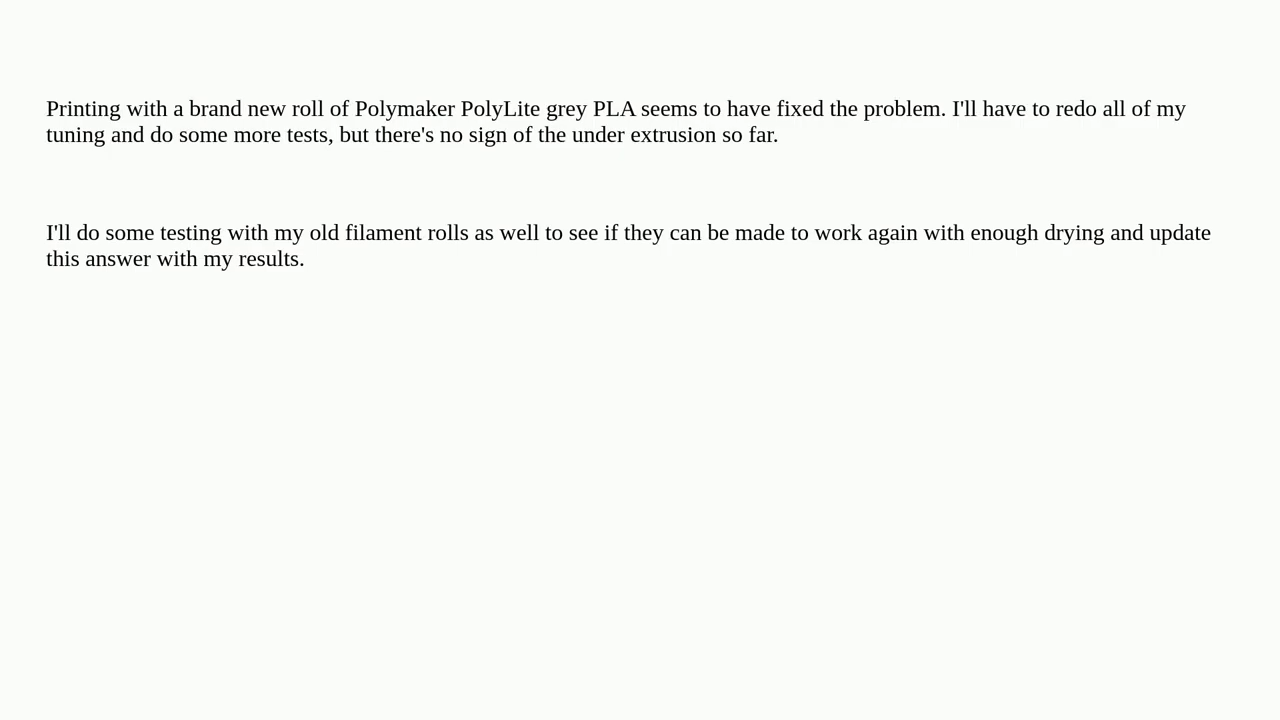 Printing with a brand new roll of Polymaker PolyLite grey PLA seems to have fixed the problem. I'll have to redo all of my
tuning and do some more tests, but there's no sign of the under extrusion so far.
I'll do some testing with my old filament rolls as well to see if they can be made to work again with enough drying and update
this answer with my results.